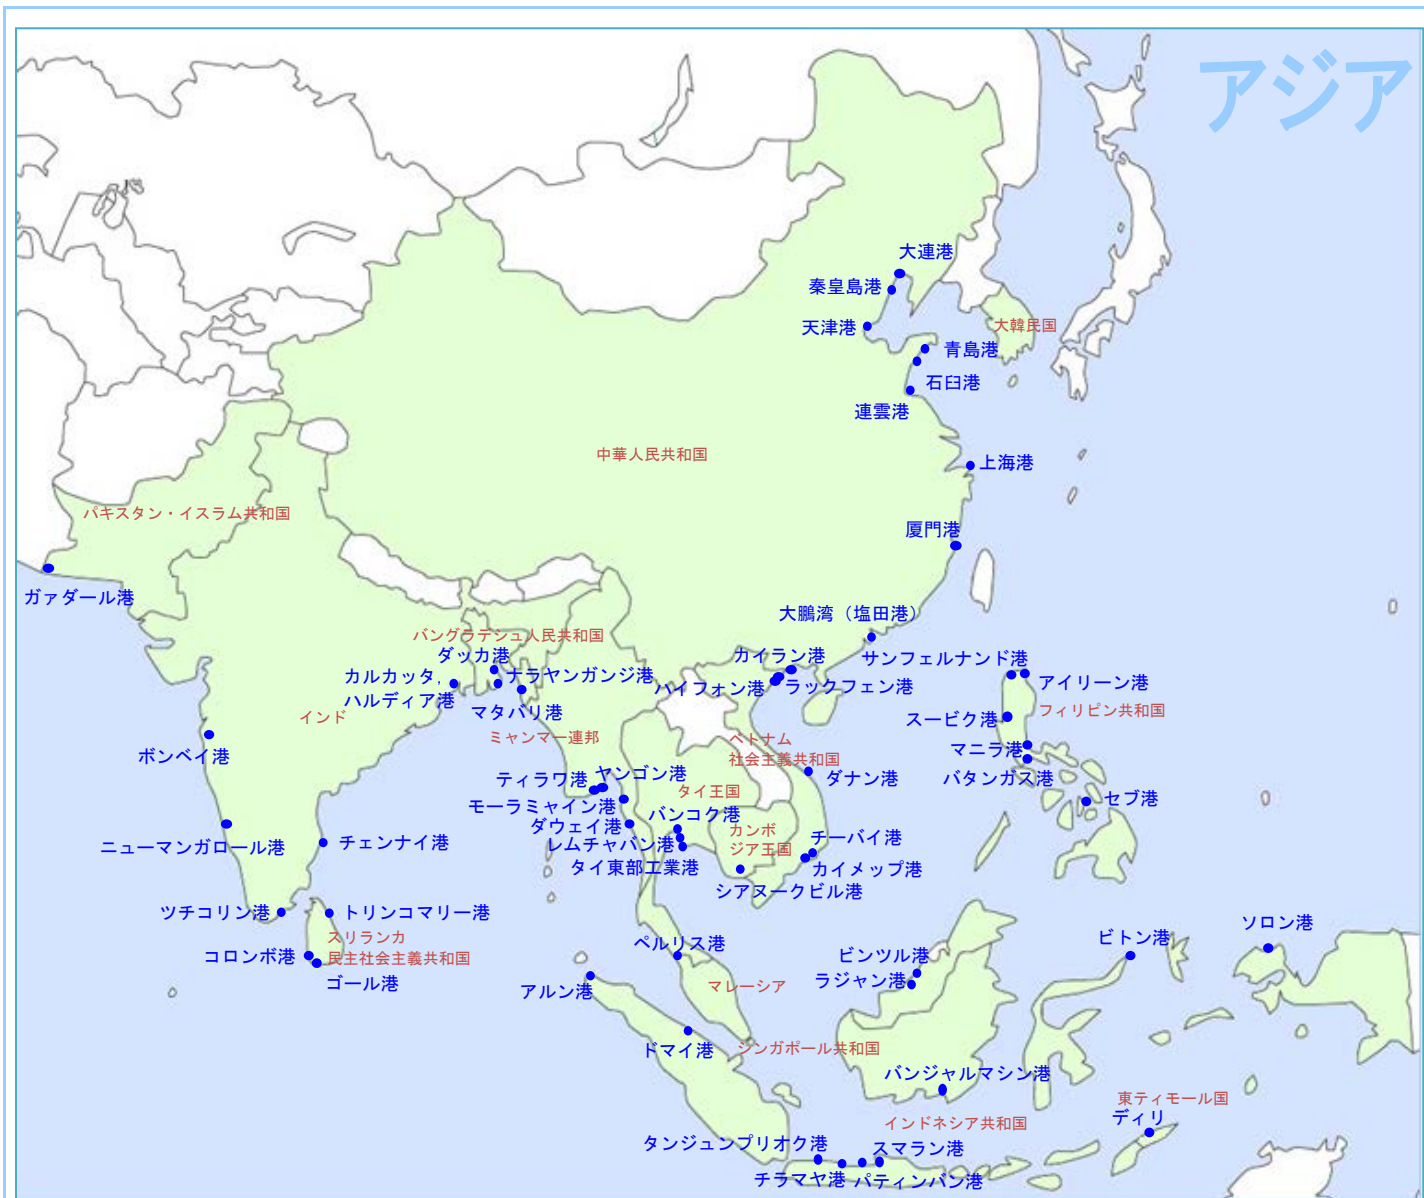 アジア
大連港
秦皇島港
天津港
大韓民国
青島港
石臼港
連雲港
中華人民共和国
上海港
パキスタン・イスラム共和国
厦門港
ガァダール港
大鵬湾（塩田港）
バングラデシュ人民共和国
ダッカ港
カイラン港
サンフェルナンド港
カルカッタ,
ハルディア港
ナラヤンガンジ港
ハイフォン港
ラックフェン港
アイリーン港
インド
マタバリ港
スービク港
フィリピン共和国
ミャンマー連邦
ベトナム
社会主義共和国
ボンベイ港
マニラ港
バタンガス港
ティラワ港
ヤンゴン港
ダナン港
タイ王国
モーラミャイン港
セブ港
バンコク港
ダウェイ港
カンボ
ジア王国
チーバイ港
ニューマンガロール港
チェンナイ港
レムチャバン港
タイ東部工業港
カイメップ港
シアヌークビル港
ツチコリン港
トリンコマリー港
ソロン港
スリランカ
民主社会主義共和国
ペルリス港
ビトン港
コロンボ港
ビンツル港
ゴール港
アルン港
マレーシア
ラジャン港
ドマイ港
シンガポール共和国
バンジャルマシン港
東ティモール国
インドネシア共和国
ディリ
タンジュンプリオク港
スマラン港
チラマヤ港
パティンバン港